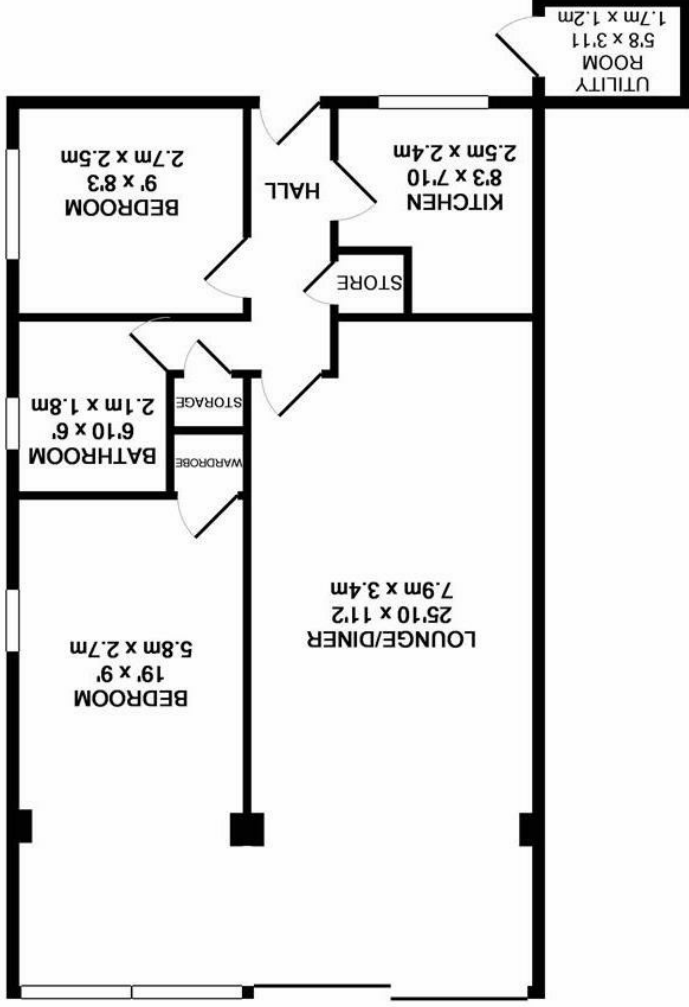 LOUNGE/DINER
25'10 x 11'2
7.9m x 3.4m
BEDROOM
19' x 9'
5.8m x 2.7m
WARDROBE
BATHROOM
6'10 x 6'
2.1m x 1.8m
STORAGE
STORE
KITCHEN
8'3 x 7'10
2.5m x 2.4m
HALL
BEDROOM
9' x 8'3
2.7m x 2.5m
UTILITY
ROOM
5'8 x 3'11
1.7m x 1.2m